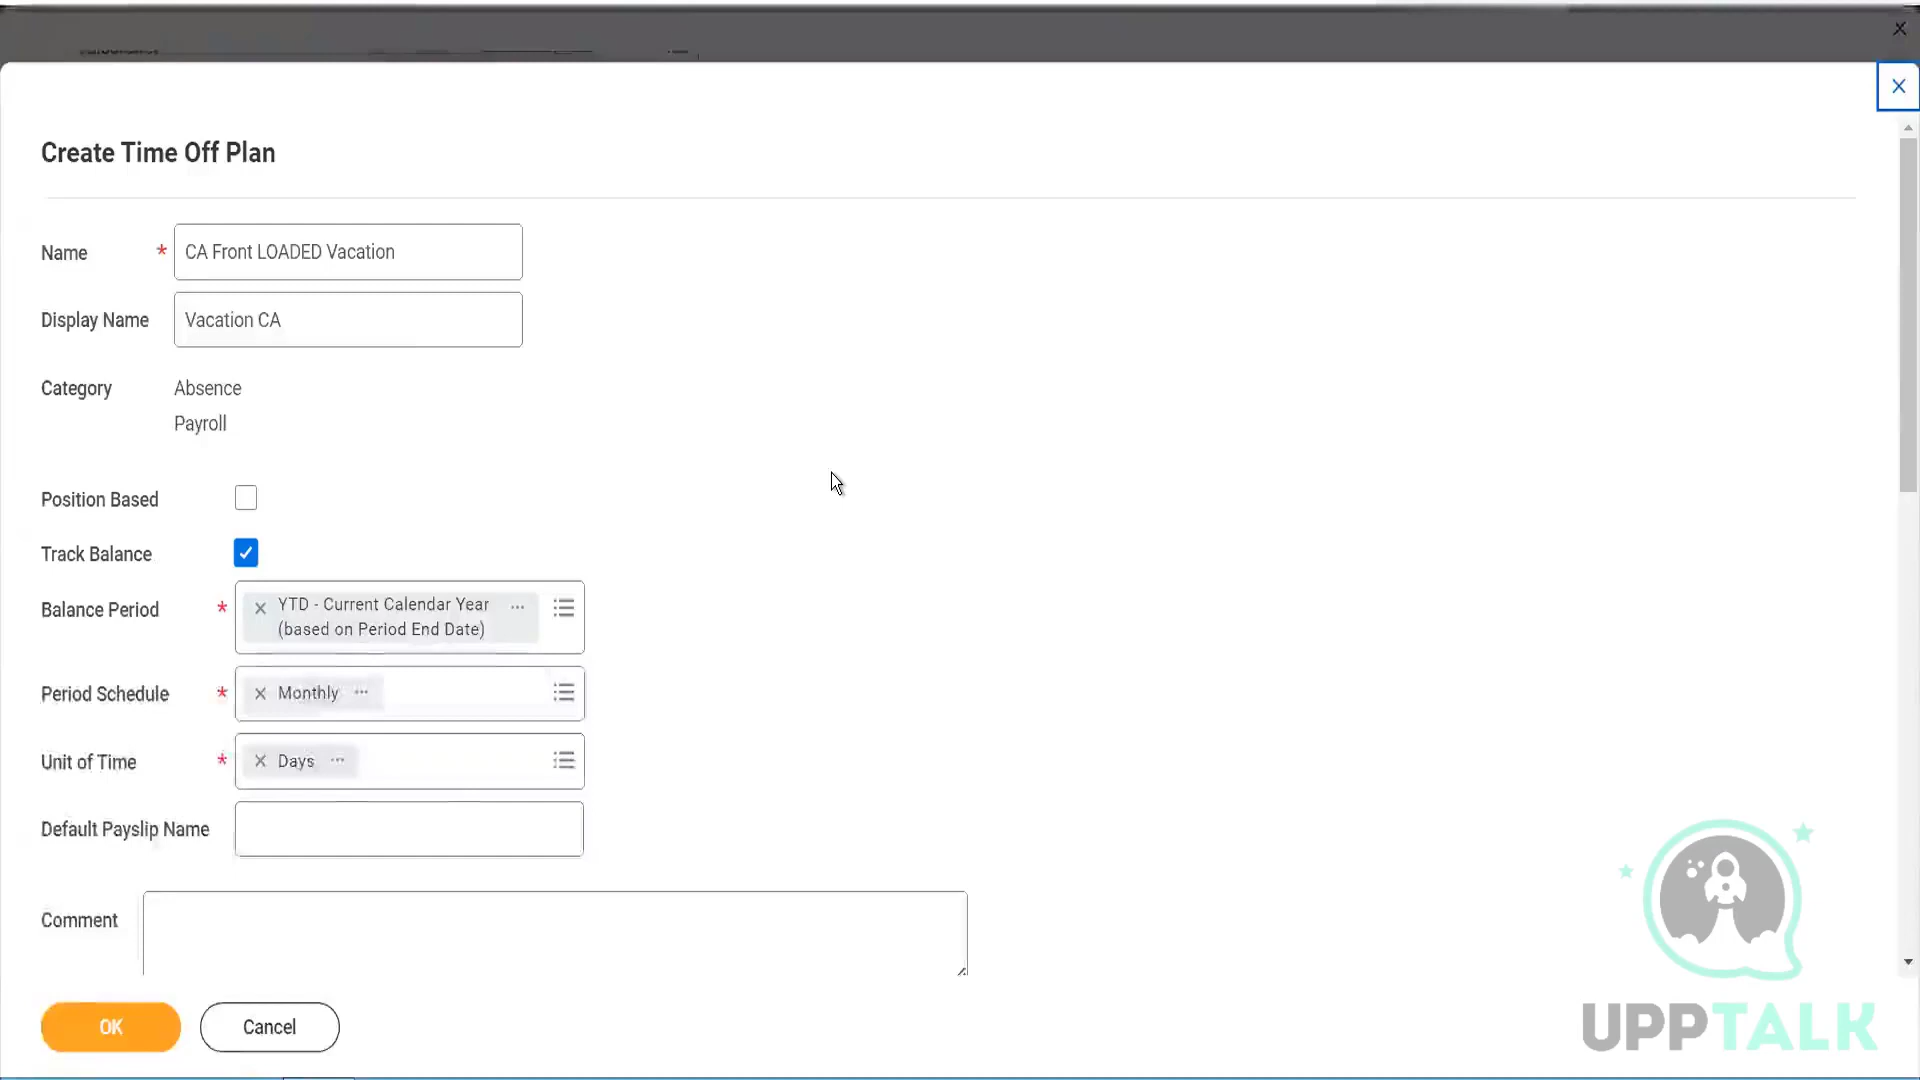 Create Time Off Plan
Name * CA Front LOADED Vacation
Display Name Vacation CA
Category Absence
Payroll
Position Based
Track Balance
Balance Period * YTD - Current Calendar Year
(based on Period End Date)
Period Schedule * Monthly
Unit of Time * Days
Default Payslip Name
Comment
OK Cancel
UPPTALK